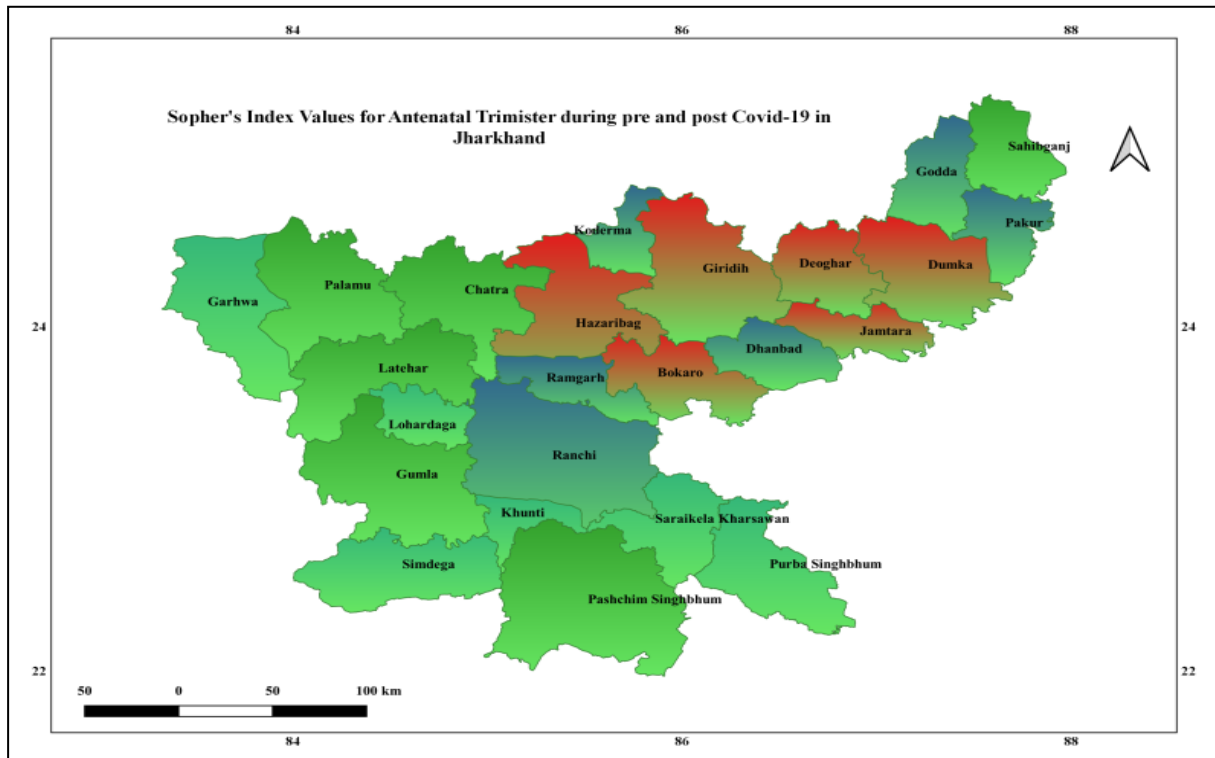 84 86 88
Sopher's Index Values for Antenatal Trimister during pre and post Covid-19 in
Jharkhand
Sahibganj
Godda
Pakur
Koderma
Giridih
Deoghar
Dumka
Palamu
Chatra
Garhwa
Hazaribag
24 24
Jamtara
Dhanbad
Latehar
Ramgarh
Bokaro
Lohardaga
Ranchi
Gumla
Khunti
Saraikela Kharsawan
Simdega
Purba Singhbhum
Pashchim Singhbhum
22 22
50 0 50 100 km
84 86 88